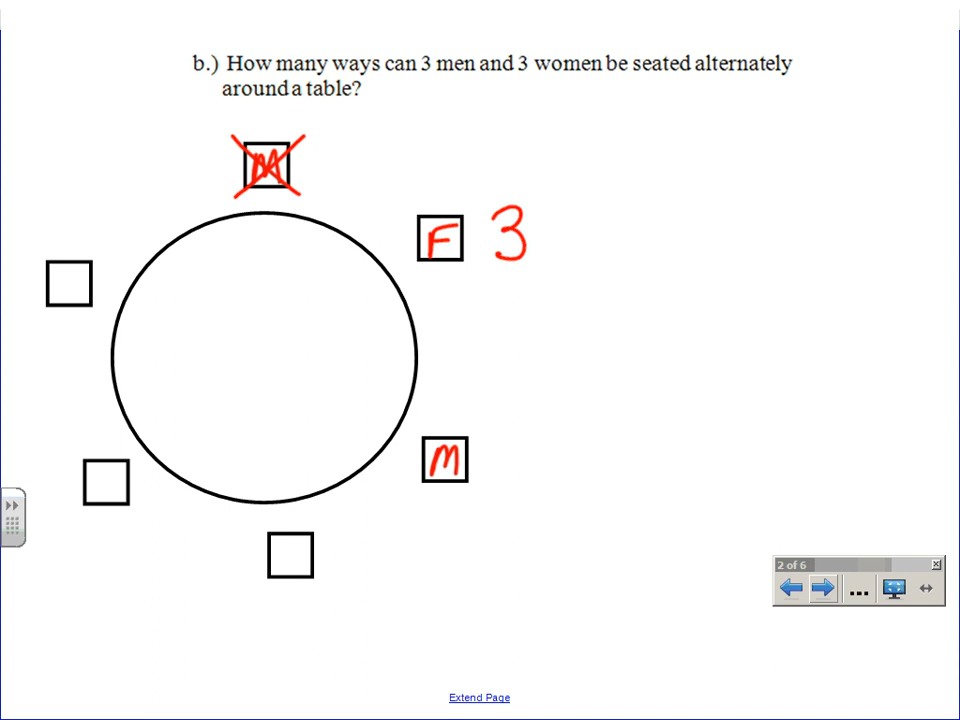 b.) How many ways can 3 men and 3 women be seated alternately
around a table?
M
F 3
M
2 of 6
...
Extend Page